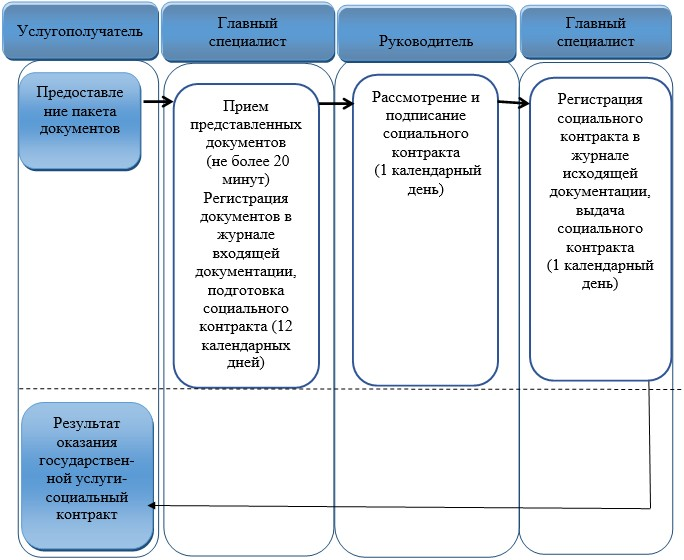 Услугополучатель
Главный
специалист
Руководитель
Главный
специалист
Предоставле
ние пакета
документов
Прием
представленных
документов
(не более 20
минут)
Регистрация
документов в
журнале
входящей
документации,
подготовка
социального
контракта (12
календарных
дней)
Рассмотрение и
подписание
социального
контракта
(1 календарный
день)
Регистрация
социального
контракта в
журнале
исходящей
документации,
выдача
социального
контракта
(1 календарный
день)
Результат
оказания
государствен-
ной услуги-
социальный
контракт